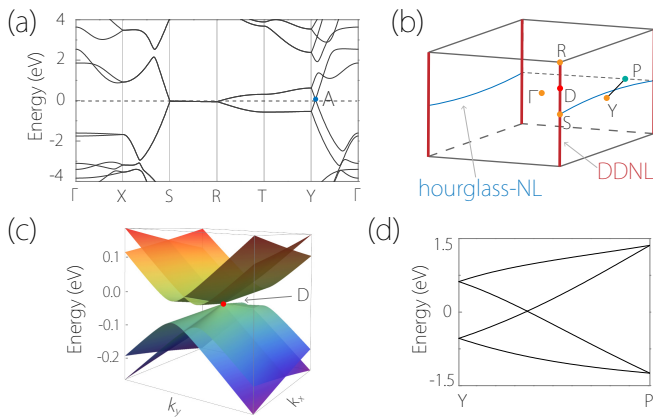 (a)
Energy (eV)
4
2
0
-2
-4
A
Γ X S R T Y Γ
(b)
R
P
Γ
D
Y
S
hourglass-NL
DDNL
(c)
Energy (eV)
0.1
0.0
-0.1
-0.2
D
k_y
k_x
(d)
Energy (eV)
1.5
0
-1.5
Y P